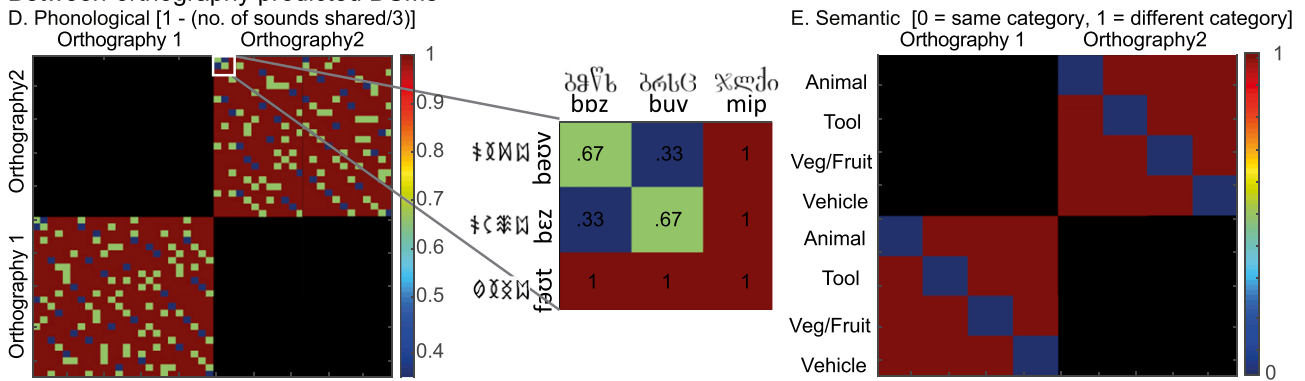 D. Phonological [1 - (no. of sounds shared/3)]
Orthography 1 Orthography2
Orthography2
Orthography 1
1
0.9
0.8
0.7
0.6
0.5
0.4
bɒz buv mip
bəʊv .67 .33 1
bɛz .33 .67 1
fəʊt 1 1 1
E. Semantic [0 = same category, 1 = different category]
Orthography 1 Orthography2
Animal
Tool
Veg/Fruit
Vehicle
Animal
Tool
Veg/Fruit
Vehicle
1
0